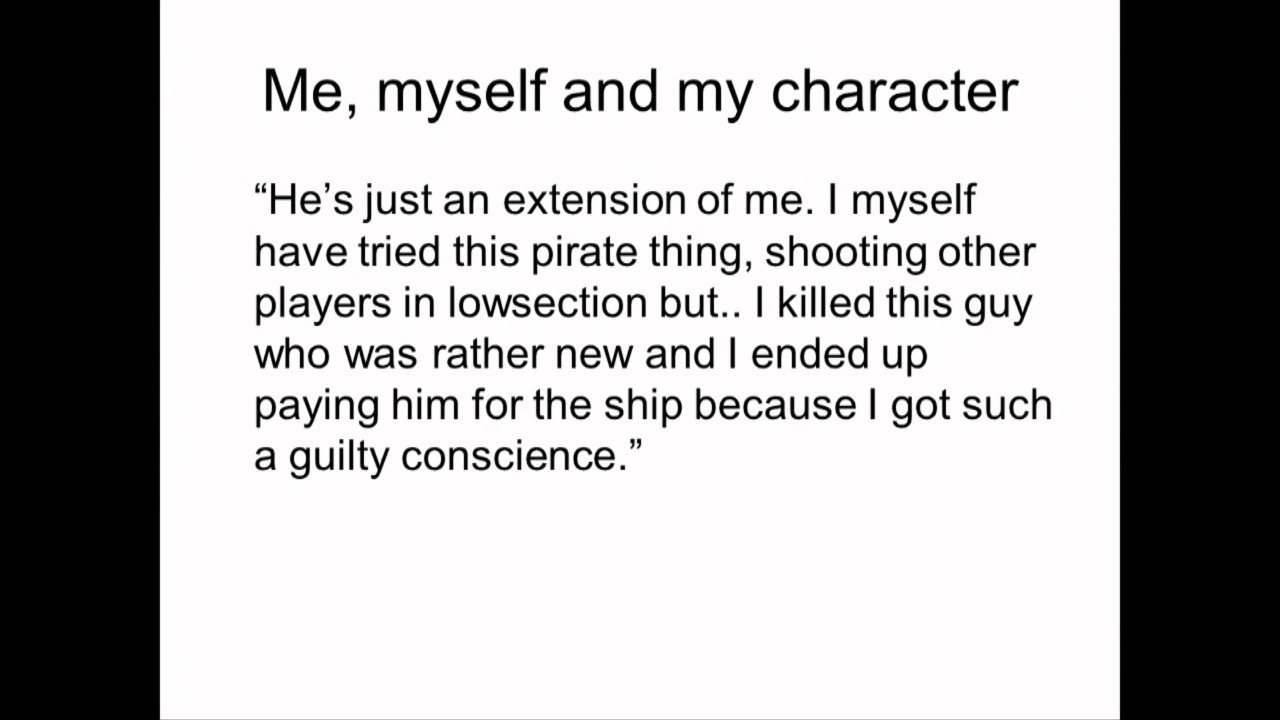 Me, myself and my character
“He’s just an extension of me. I myself
have tried this pirate thing, shooting other
players in lowsection but.. I killed this guy
who was rather new and I ended up
paying him for the ship because I got such
a guilty conscience.”